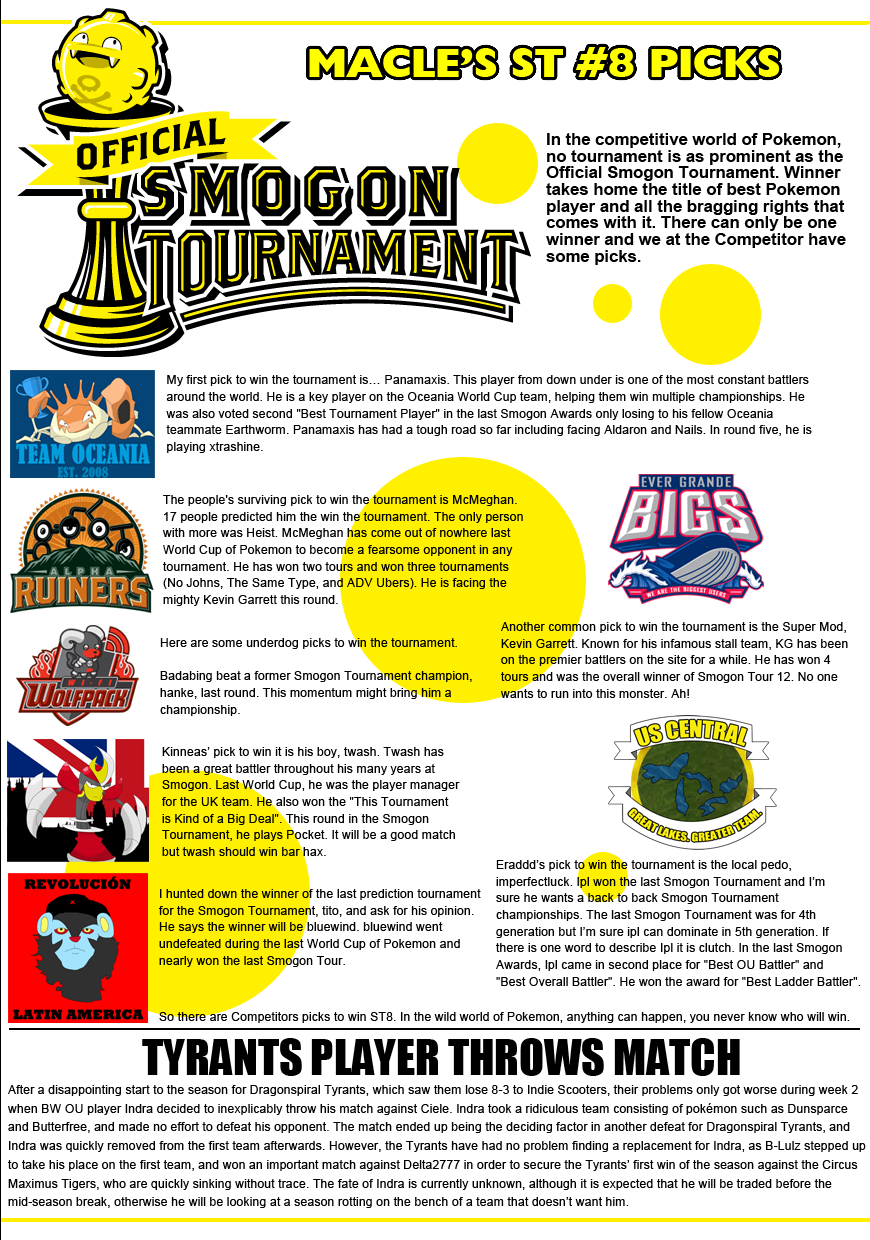 MACLE'S ST #8 PICKS
OFFICIAL
SMOGON
TOURNAMENT
In the competitive world of Pokemon,
no tournament is as prominent as the
Official Smogon Tournament. Winner
takes home the title of best Pokemon
player and all the bragging rights that
comes with it. There can only be one
winner and we at the Competitor have
some picks.
TEAM OCEANIA
EST. 2008
My first pick to win the tournament is… Panamaxis. This player from down under is one of the most constant battlers
around the world. He is a key player on the Oceania World Cup team, helping them win multiple championships. He
was also voted second "Best Tournament Player" in the last Smogon Awards only losing to his fellow Oceania
teammate Earthworm. Panamaxis has had a tough road so far including facing Aldaron and Nails. In round five, he is
playing xtrashine.
ALPHA
RUINERS
The people's surviving pick to win the tournament is McMeghan.
17 people predicted him the win the tournament. The only person
with more was Heist. McMeghan has come out of nowhere last
World Cup of Pokemon to become a fearsome opponent in any
tournament. He has won two tours and won three tournaments
(No Johns, The Same Type, and ADV Ubers). He is facing the
mighty Kevin Garrett this round.
EVER GRANDE
BIGS
WE ARE THE BIGGEST USERS
Another common pick to win the tournament is the Super Mod,
Kevin Garrett. Known for his infamous stall team, KG has been
on the premier battlers on the site for a while. He has won 4
tours and was the overall winner of Smogon Tour 12. No one
wants to run into this monster. Ah!
WI-FI
WOLFPACK
Here are some underdog picks to win the tournament.
Badabing beat a former Smogon Tournament champion,
hanke, last round. This momentum might bring him a
championship.
Kinneas' pick to win it is his boy, twash. Twash has
been a great battler throughout his many years at
Smogon. Last World Cup, he was the player manager
for the UK team. He also won the "This Tournament
is Kind of a Big Deal". This round in the Smogon
Tournament, he plays Pocket. It will be a good match
but twash should win bar hax.
US CENTRAL
GREAT LAKES. GREATER TEAM.
Eraddd's pick to win the tournament is the local pedo,
imperfectluck. Ipl won the last Smogon Tournament and I'm
sure he wants a back to back Smogon Tournament
championships. The last Smogon Tournament was for 4th
generation but I'm sure ipl can dominate in 5th generation. If
there is one word to describe Ipl it is clutch. In the last Smogon
Awards, Ipl came in second place for "Best OU Battler" and
"Best Overall Battler". He won the award for "Best Ladder Battler".
REVOLUCIÓN
LATIN AMERICA
I hunted down the winner of the last prediction tournament
for the Smogon Tournament, tito, and ask for his opinion.
He says the winner will be bluewind. bluewind went
undefeated during the last World Cup of Pokemon and
nearly won the last Smogon Tour.
So there are Competitors picks to win ST8. In the wild world of Pokemon, anything can happen, you never know who will win.
TYRANTS PLAYER THROWS MATCH
After a disappointing start to the season for Dragonspiral Tyrants, which saw them lose 8-3 to Indie Scooters, their problems only got worse during week 2
when BW OU player Indra decided to inexplicably throw his match against Ciele. Indra took a ridiculous team consisting of pokémon such as Dunsparce
and Butterfree, and made no effort to defeat his opponent. The match ended up being the deciding factor in another defeat for Dragonspiral Tyrants, and
Indra was quickly removed from the first team afterwards. However, the Tyrants have had no problem finding a replacement for Indra, as B-Lulz stepped up
to take his place on the first team, and won an important match against Delta2777 in order to secure the Tyrants' first win of the season against the Circus
Maximus Tigers, who are quickly sinking without trace. The fate of Indra is currently unknown, although it is expected that he will be traded before the
mid-season break, otherwise he will be looking at a season rotting on the bench of a team that doesn't want him.